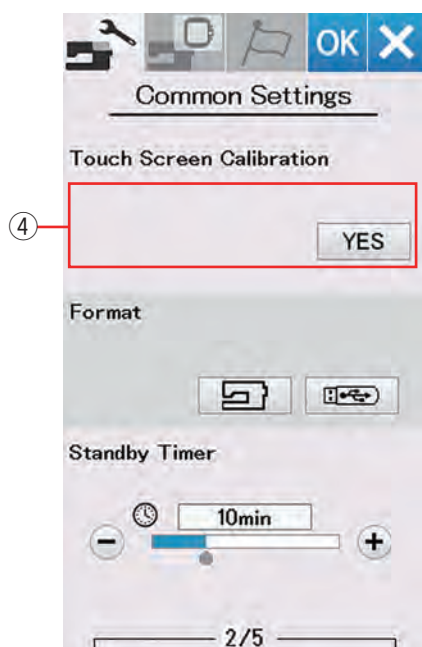 OK X
Common Settings
Touch Screen Calibration
④
YES
Format
Standby Timer
10min
2/5